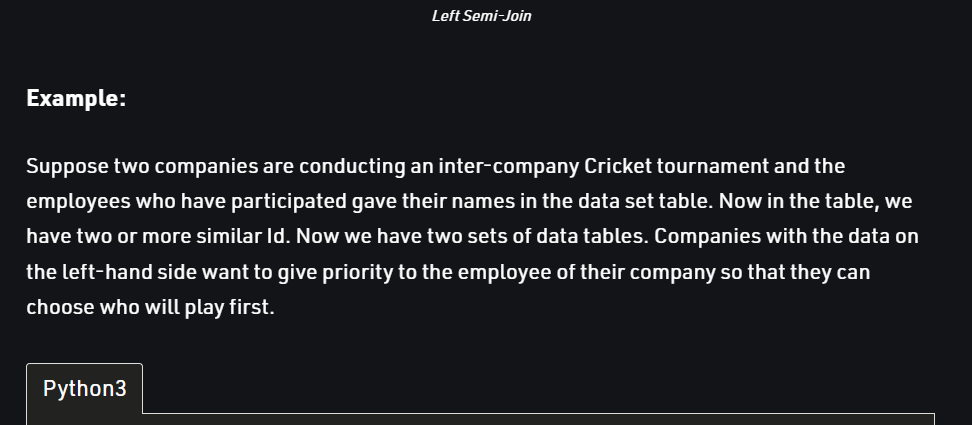 Left Semi-Join
Example:
Suppose two companies are conducting an inter-company Cricket tournament and the
employees who have participated gave their names in the data set table. Now in the table, we
have two or more similar Id. Now we have two sets of data tables. Companies with the data on
the left-hand side want to give priority to the employee of their company so that they can
choose who will play first.
Python3